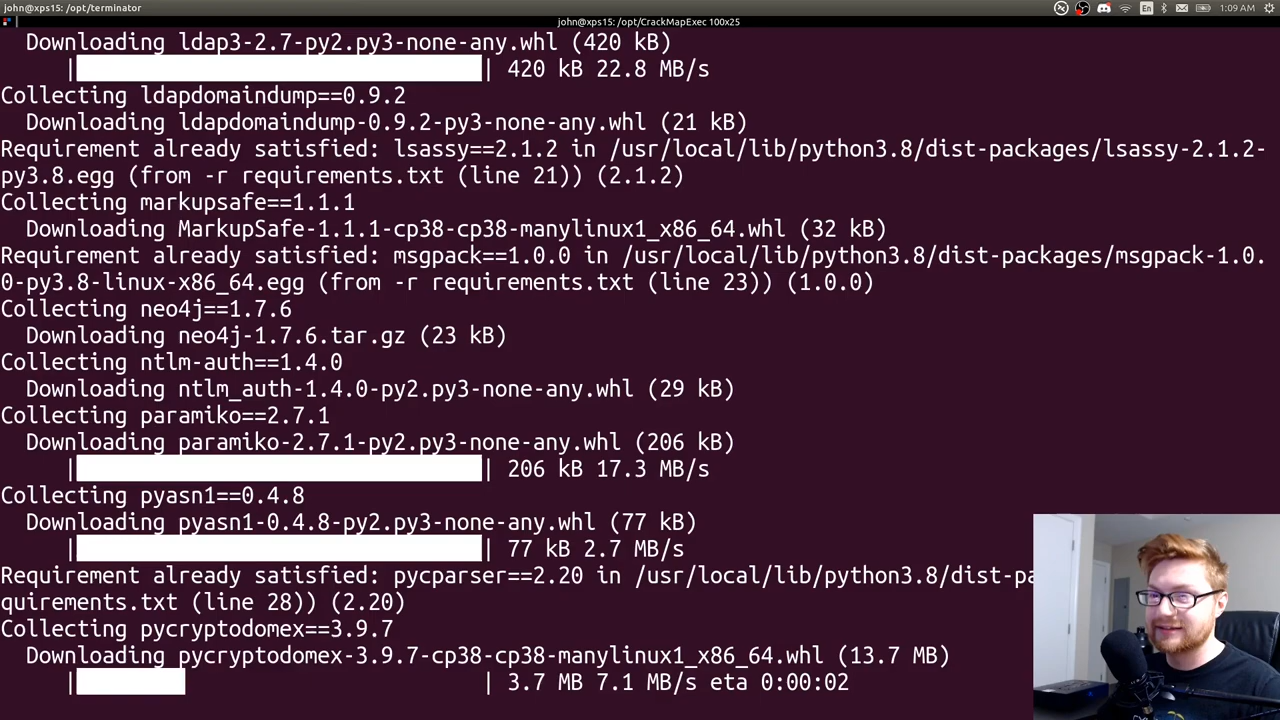 john@xps15: /opt/terminator
En
1:09 AM
john@xps15: /opt/CrackMapExec 100x25
Downloading ldap3-2.7-py2.py3-none-any.whl (420 kB)
| | 420 kB 22.8 MB/s
Collecting ldapdomaindump==0.9.2
Downloading ldapdomaindump-0.9.2-py3-none-any.whl (21 kB)
Requirement already satisfied: lsassy==2.1.2 in /usr/local/lib/python3.8/dist-packages/lsassy-2.1.2-
py3.8.egg (from -r requirements.txt (line 21)) (2.1.2)
Collecting markupsafe==1.1.1
Downloading MarkupSafe-1.1.1-cp38-cp38-manylinux1_x86_64.whl (32 kB)
Requirement already satisfied: msgpack==1.0.0 in /usr/local/lib/python3.8/dist-packages/msgpack-1.0.
0-py3.8-linux-x86_64.egg (from -r requirements.txt (line 23)) (1.0.0)
Collecting neo4j==1.7.6
Downloading neo4j-1.7.6.tar.gz (23 kB)
Collecting ntlm-auth==1.4.0
Downloading ntlm_auth-1.4.0-py2.py3-none-any.whl (29 kB)
Collecting paramiko==2.7.1
Downloading paramiko-2.7.1-py2.py3-none-any.whl (206 kB)
| | 206 kB 17.3 MB/s
Collecting pyasn1==0.4.8
Downloading pyasn1-0.4.8-py2.py3-none-any.whl (77 kB)
| | 77 kB 2.7 MB/s
Requirement already satisfied: pycparser==2.20 in /usr/local/lib/python3.8/dist-pa
quirements.txt (line 28)) (2.20)
Collecting pycryptodomex==3.9.7
Downloading pycryptodomex-3.9.7-cp38-cp38-manylinux1_x86_64.whl (13.7 MB)
| | 3.7 MB 7.1 MB/s eta 0:00:02